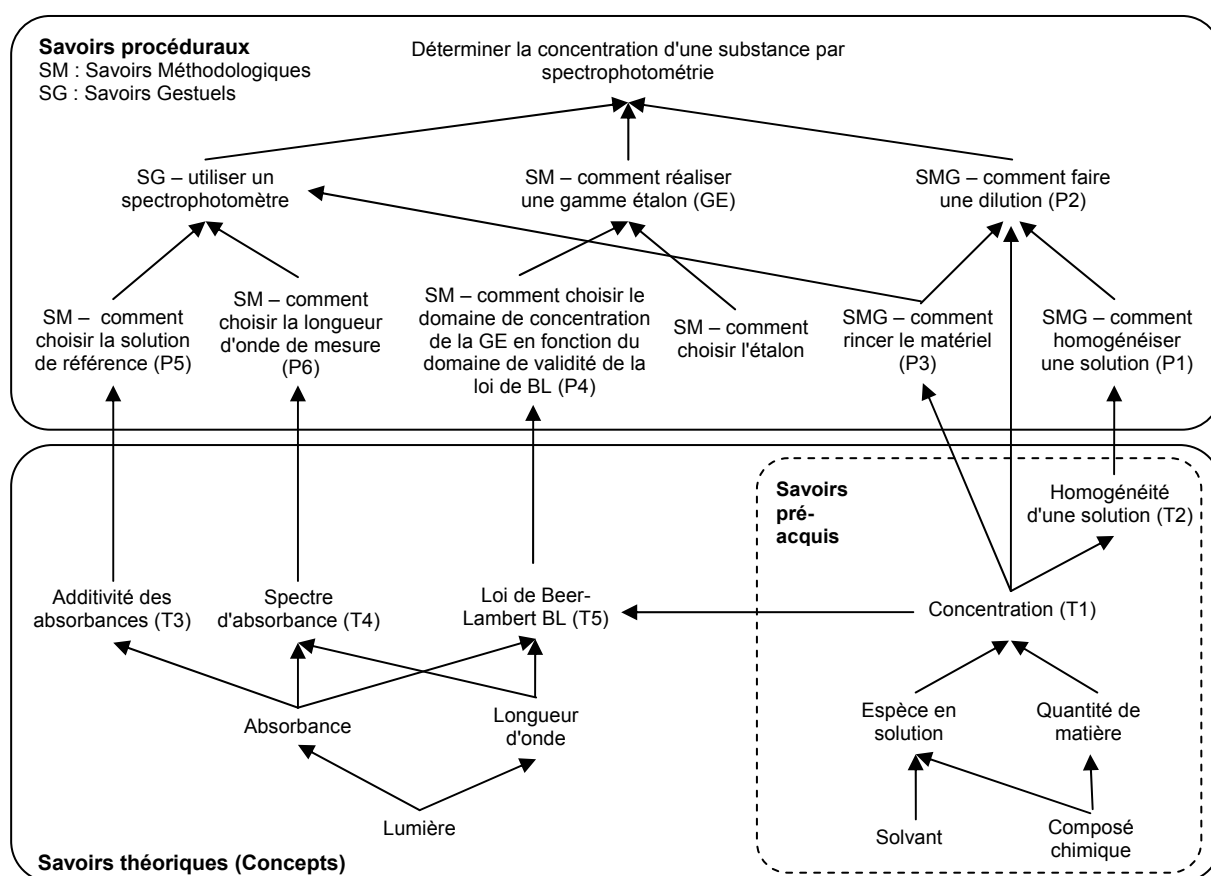 Savoirs procéduraux
SM : Savoirs Méthodologiques
SG : Savoirs Gestuels
Déterminer la concentration d'une substance par
spectrophotométrie
SG – utiliser un
spectrophotomètre
SM – comment réaliser
une gamme étalon (GE)
SMG – comment faire
une dilution (P2)
SM – comment
choisir la solution
de référence (P5)
SM – comment
choisir la longueur
d'onde de mesure
(P6)
SM – comment choisir le
domaine de concentration
de la GE en fonction du
domaine de validité de la
loi de BL (P4)
SM – comment
choisir l'étalon
SMG – comment
rincer le matériel
(P3)
SMG – comment
homogénéiser
une solution (P1)
Savoirs
pré-
acquis
Homogénéité
d'une solution (T2)
Additivité des
absorbances (T3)
Spectre
d'absorbance (T4)
Loi de Beer-
Lambert BL (T5)
Concentration (T1)
Absorbance
Longueur
d'onde
Espèce en
solution
Quantité de
matière
Lumière
Solvant
Composé
chimique
Savoirs théoriques (Concepts)